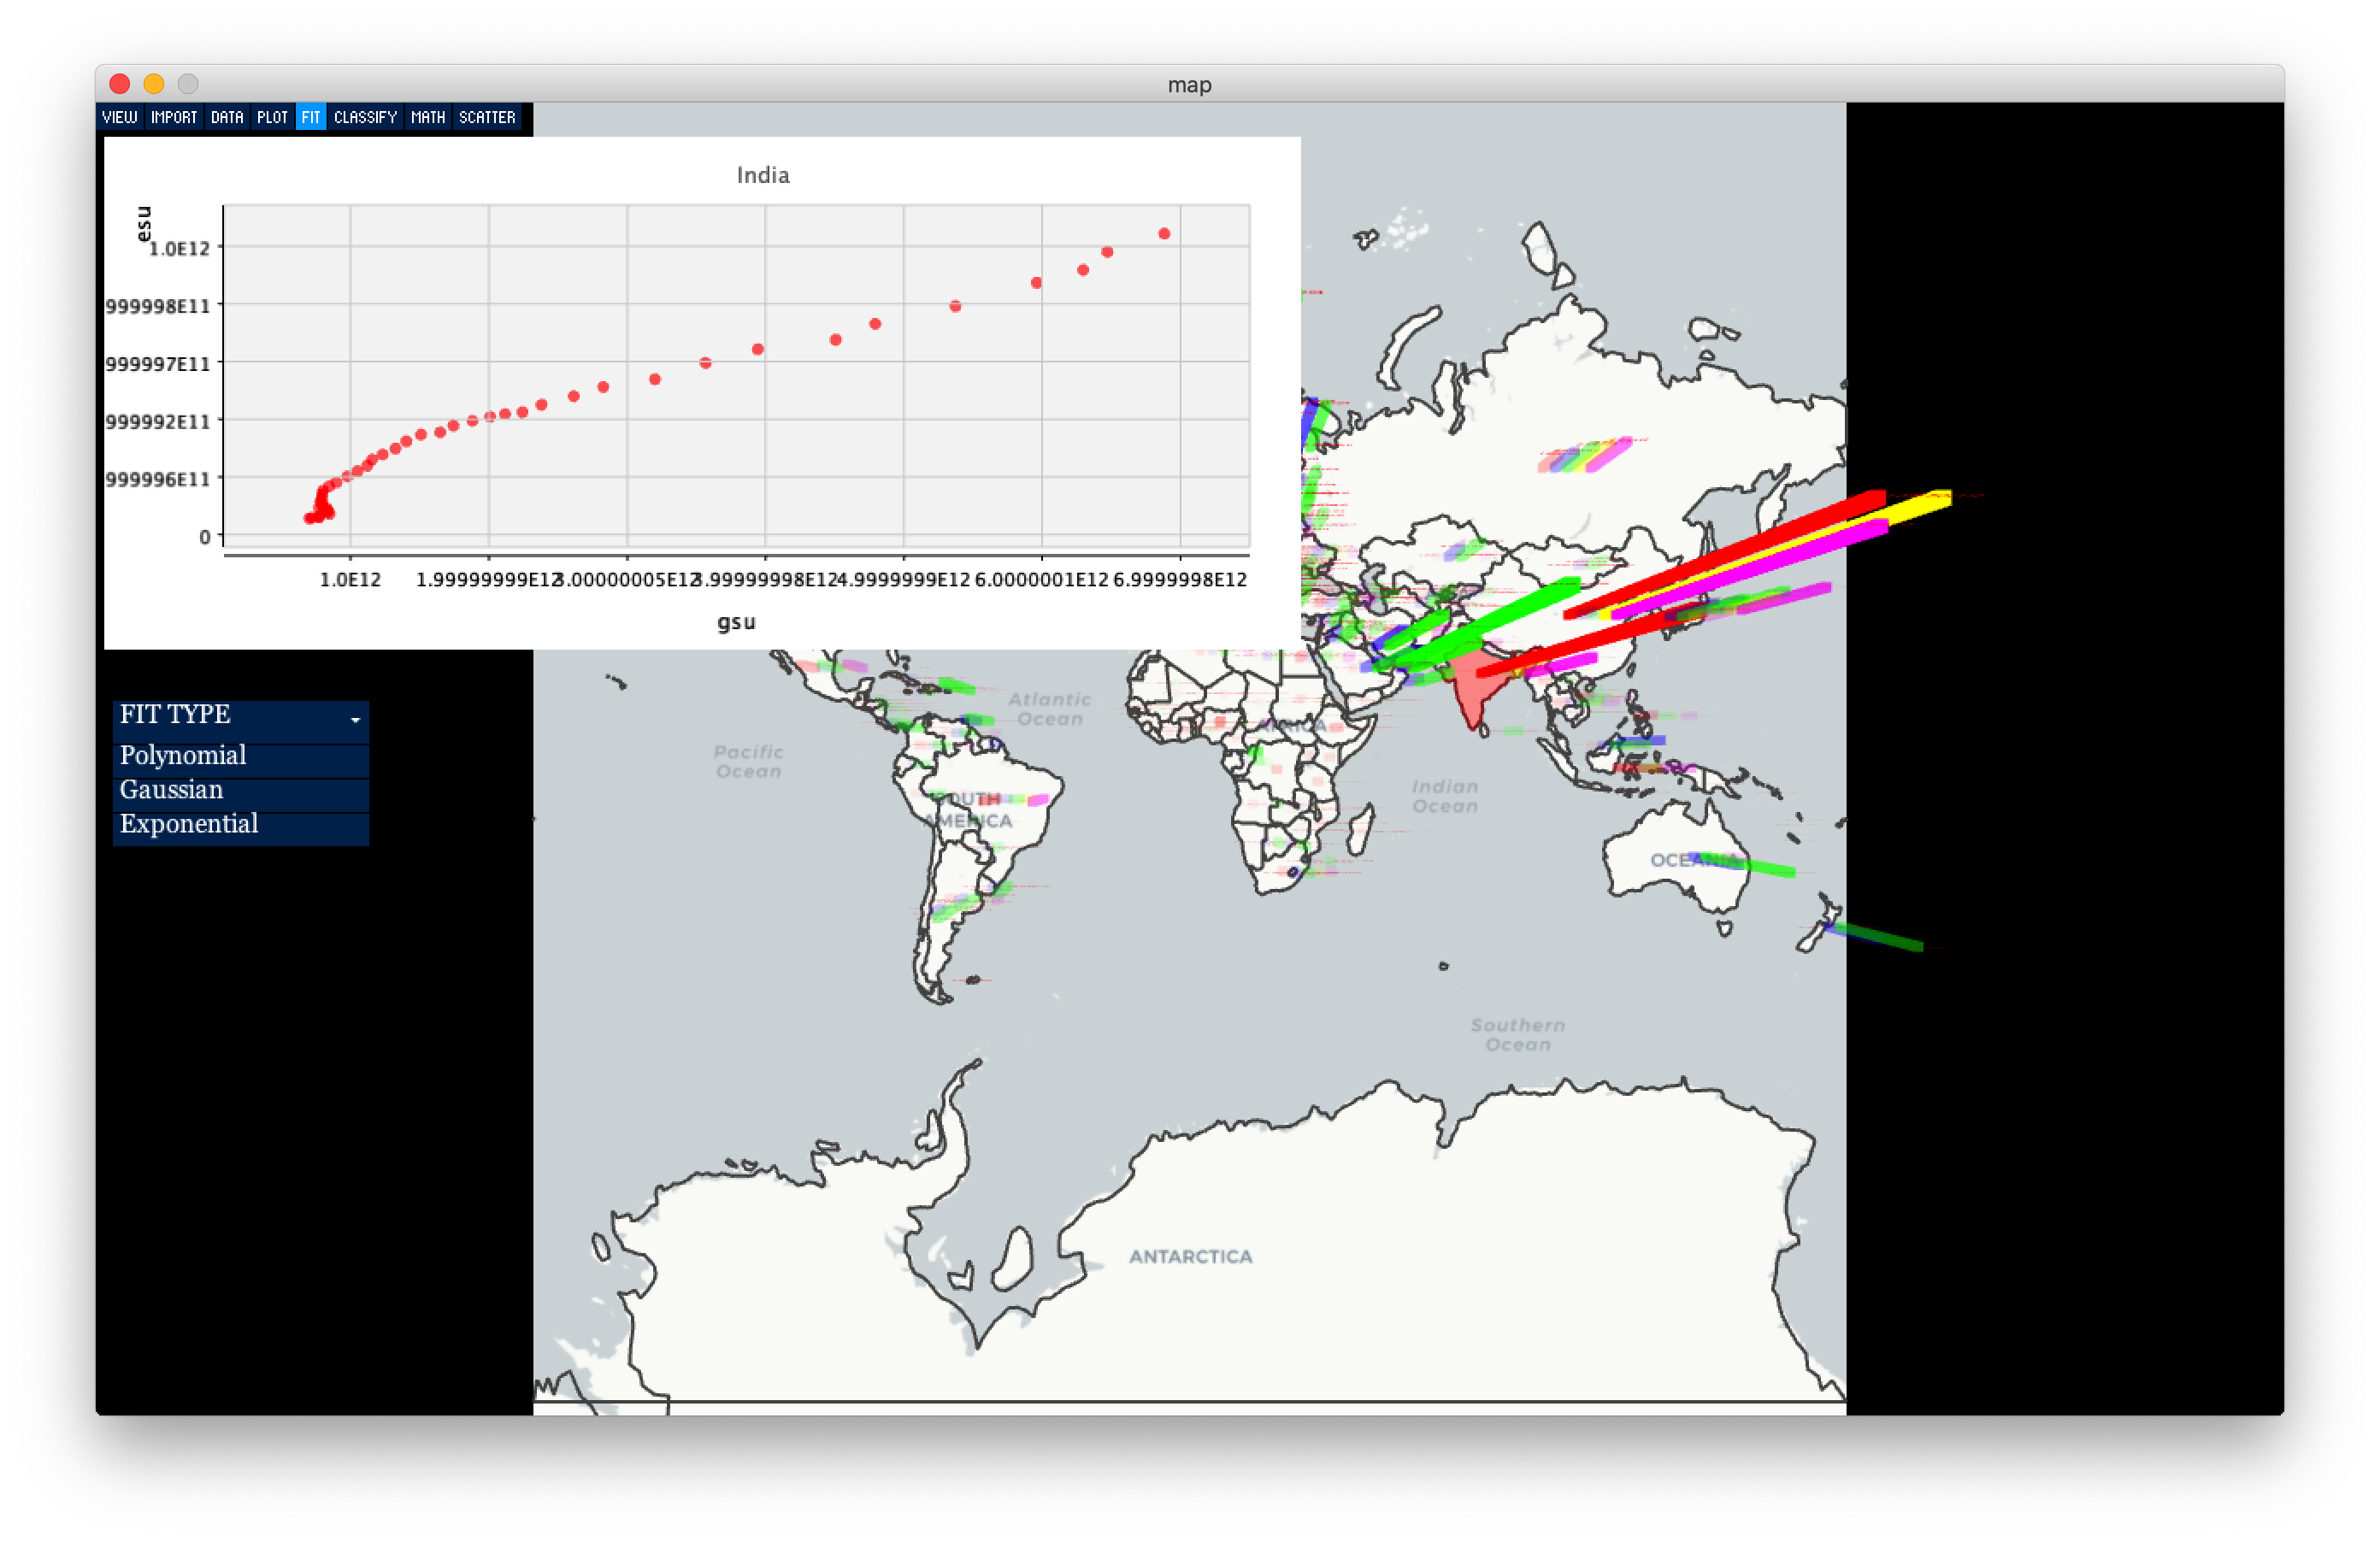 map
VIEW IMPORT DATA PLOT FIT CLASSIFY MATH SCATTER
India
esu
1.0E12
999998E11
999997E11
999992E11
999996E11
0
1.0E12 1.99999999E12 3.00000005E12 3.99999998E12 4.9999999E12 6.0000001E12 6.9999998E12
gsu
FIT TYPE
Polynomial
Gaussian
Exponential
Atlantic
Ocean
Pacific
Ocean
AFRICA
Indian
Ocean
SOUTH
AMERICA
OCEANIA
Southern
Ocean
ANTARCTICA